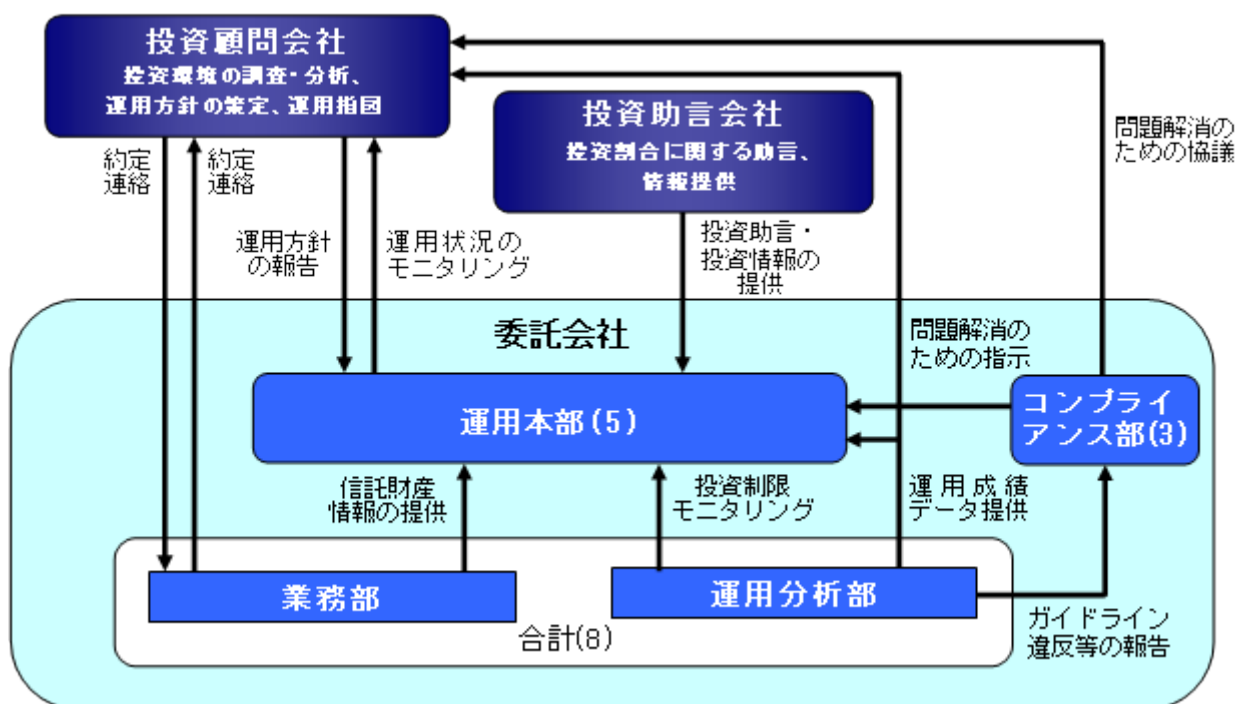 投資顧問会社
投資環境の調査・分析、
運用方針の策定、運用指図
投資助言会社
投資割合に関する助言、
情報提供
問題解消の
ための協議
約定
連絡
約定
連絡
運用方針
の報告
運用状況の
モニタリング
投資助言・
投資情報の
提供
委託会社
問題解消の
ための指示
運用本部(5)
コンプライ
アンス部(3)
信託財産
情報の提供
投資制限
モニタリング
運用成績
データ提供
業務部
運用分析部
合計(8)
ガイドライン
違反等の報告